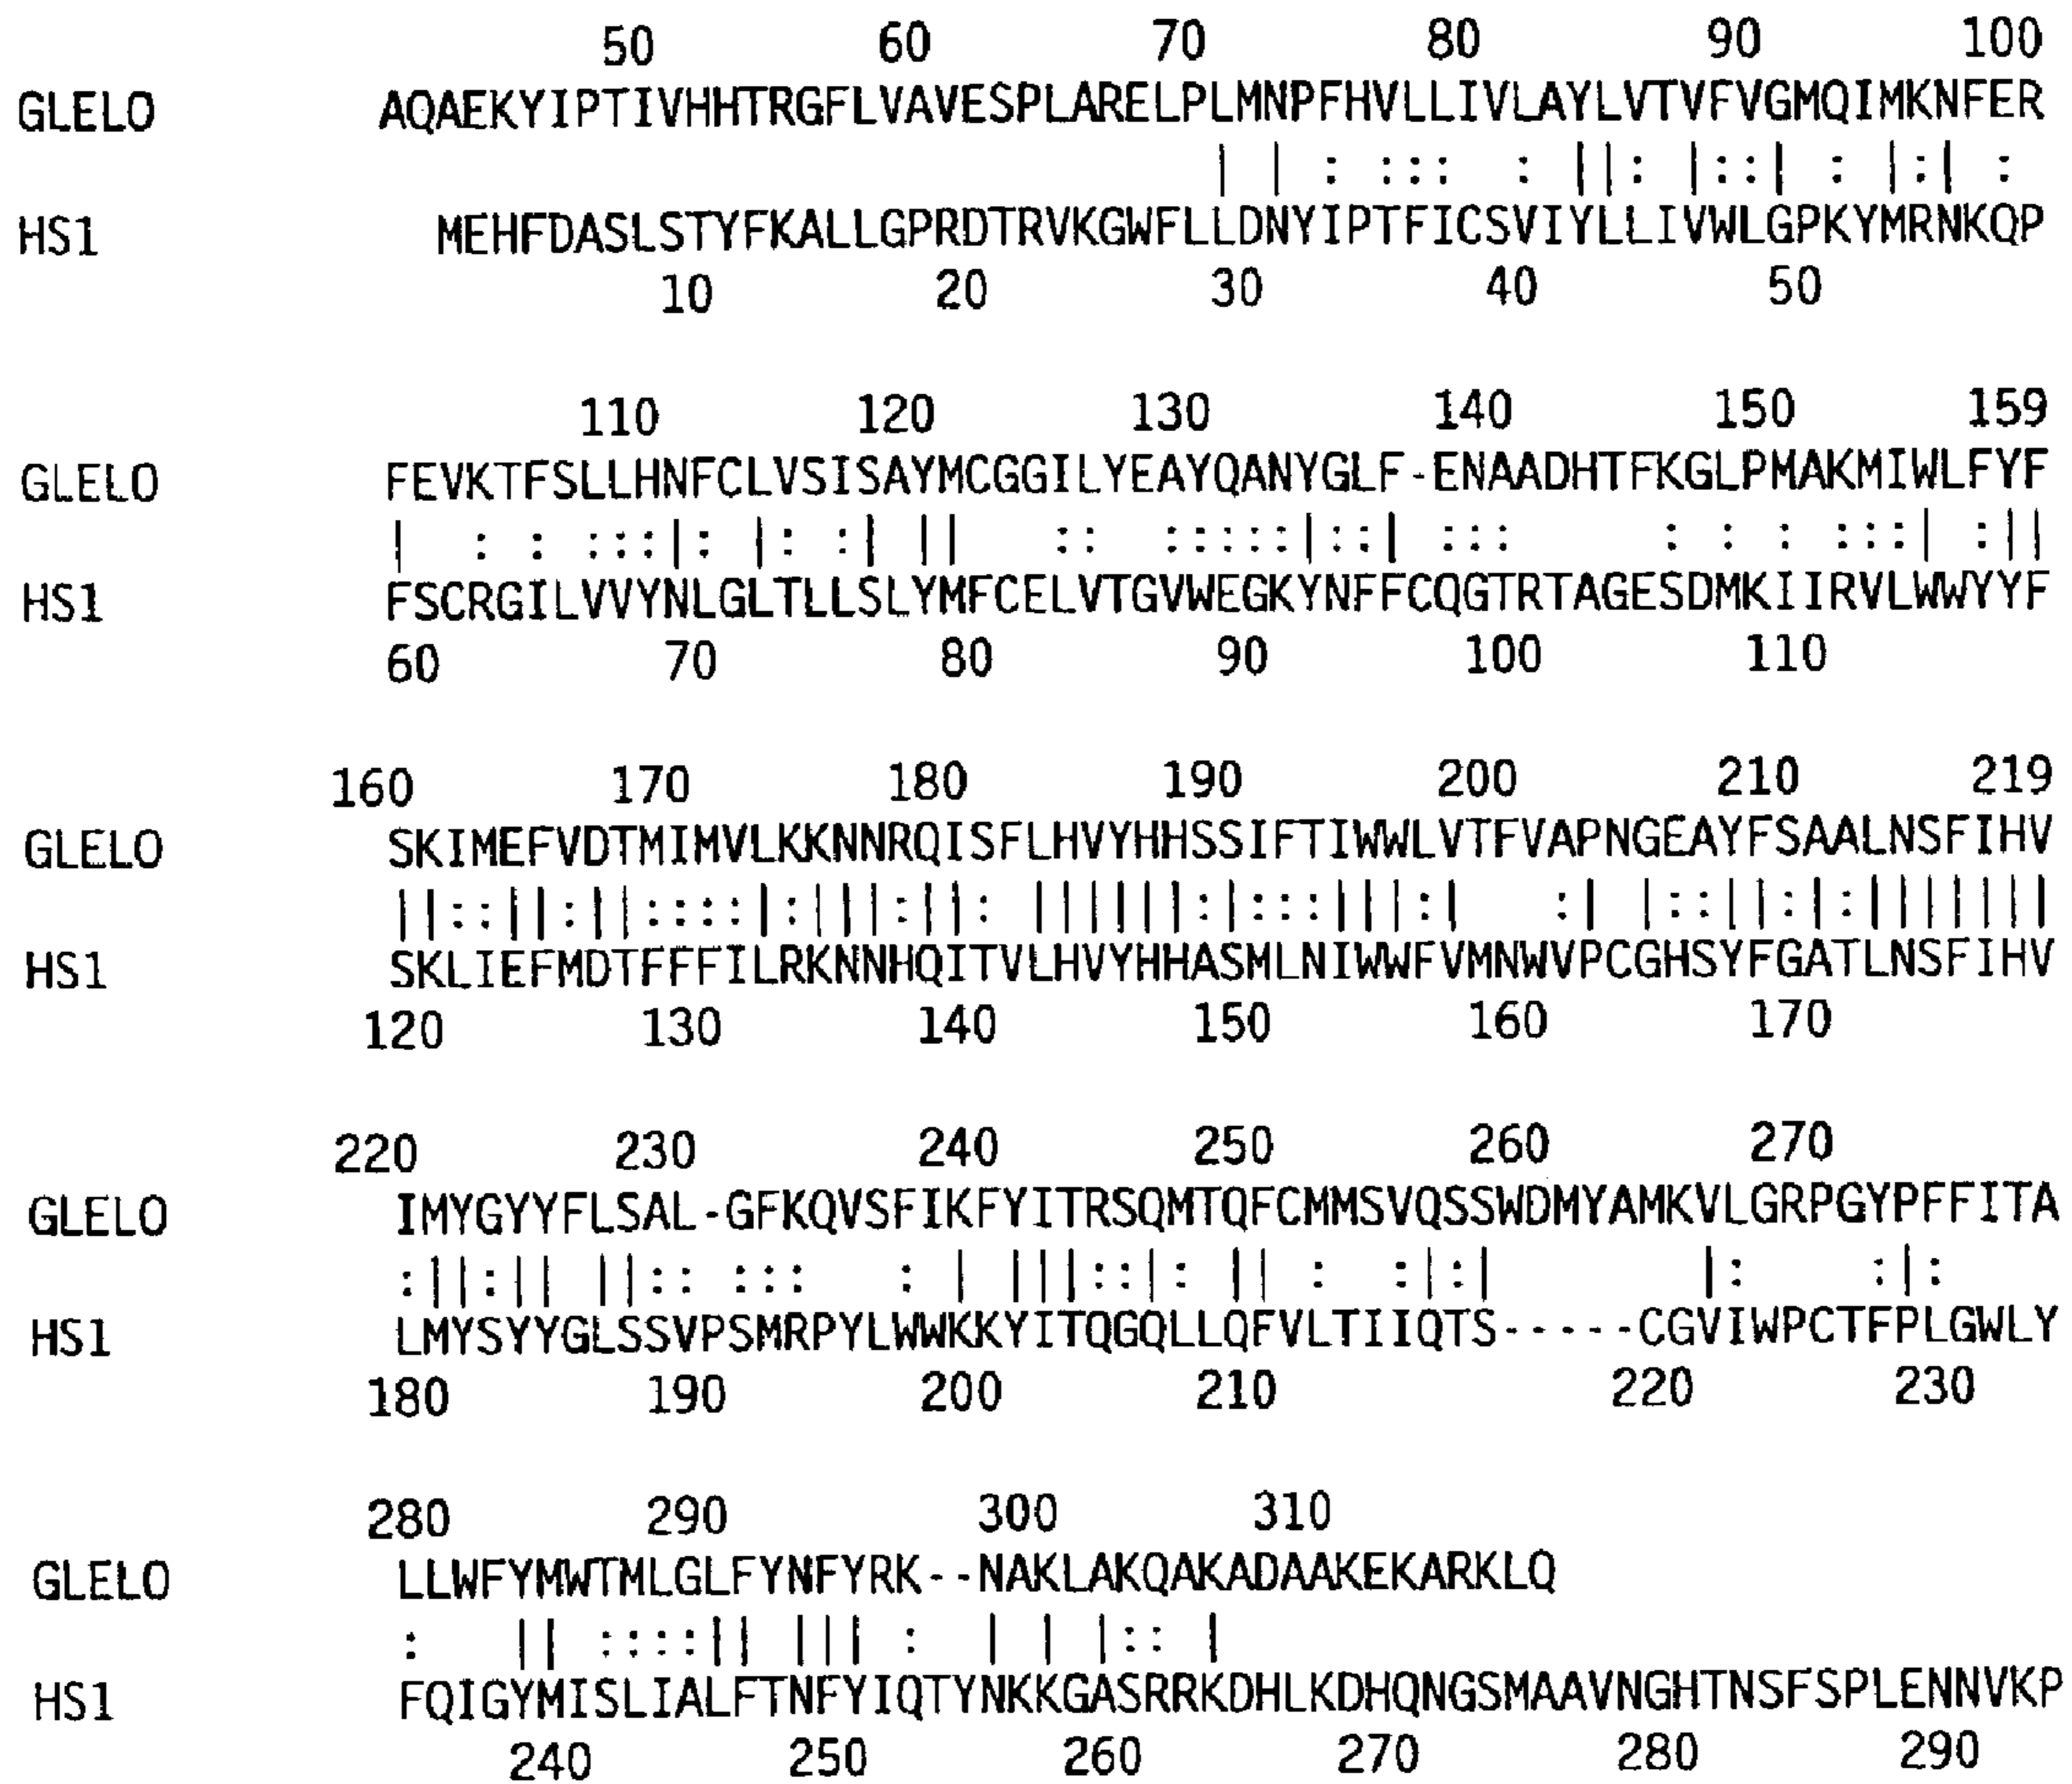 50 60 70 80 90 100
GLELO AQAEKYIPTIVHHTRGFLVAVESPLARELPLMNPFHVLLIVLAYLVTVFVGMQIMKNFER
| | : ::: : ||: |::| : |:| :
HS1 MEHFDASLSTYFKALLGPRDTRVKGWFLLDNYIPTFICSVIYLLIVWLGPKYMRNKQP
10 20 30 40 50
110 120 130 140 150 159
GLELO FEVKTFSLLHNFCLVSISAYMCGGILYEAYQANYGLF-ENAADHTFKGLPMAKMIWLFYF
| : : :::|: |: :| || :: :::::|::| ::: : : : :::| :||
HS1 FSCRGILVVYNLGLTLLSLYMFCELVTGVWEGKYNFFCQGTRTAGESDMKIIRVLWWYYF
60 70 80 90 100 110
160 170 180 190 200 210 219
GLELO SKIMEFVDTMIMVLKKNNRQISFLHVYHHSSIFTIWWLVTFVAPNGEAYFSAALNSFIHV
||::||:||::::|:|||:||: ||||||:|:::|||:| :| |::||:|:|||||||
HS1 SKLIEFMDTFFFILRKNNHQITVLHVYHHASMLNIWWFVMNWVPCGHSYFGATLNSFIHV
120 130 140 150 160 170
220 230 240 250 260 270
GLELO IMYGYYFLSAL-GFKQVSFIKFYITRSQMTQFCMMSVQSSWDMYAMKVLGRPGYPFFITA
:||:|| ||:: ::: : | |||::|: || : :|:| |: :|:
HS1 LMYSYYGLSSVPSMRPYLWWKKYITQGQLLQFVLTIIQTS-----CGVIWPCTFPLGWLY
180 190 200 210 220 230
280 290 300 310
GLELO LLWFYMWTMLGLFYNFYRK--NAKLAKQAKADAAKEKARKLQ
: || ::::|| ||| : | | |:: |
HS1 FQIGYMISLIALFTNFYIQTYNKKGASRRKDHLKDHQNGSMAAVNGHTNSFSPLENNVKP
240 250 260 270 280 290